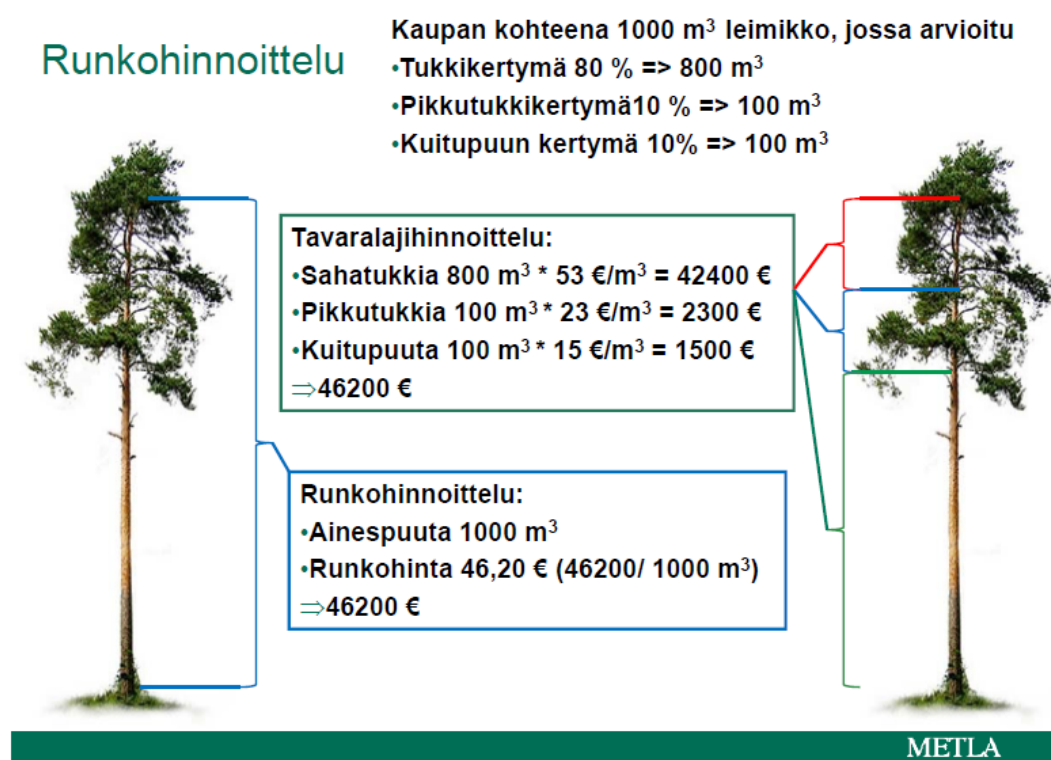 Runkohinnoittelu
Kaupan kohteena 1000 m³ leimikko, jossa arvioitu
•Tukkikertymä 80 % => 800 m³
•Pikkutukkikertymä10 % => 100 m³
•Kuitupuun kertymä 10% => 100 m³
Tavaralajihinnoittelu:
•Sahatukkia 800 m³ * 53 €/m³ = 42400 €
•Pikkutukkia 100 m³ * 23 €/m³ = 2300 €
•Kuitupuuta 100 m³ * 15 €/m³ = 1500 €
⇒46200 €
Runkohinnoittelu:
•Ainespuuta 1000 m³
•Runkohinta 46,20 € (46200/ 1000 m³)
⇒46200 €
METLA